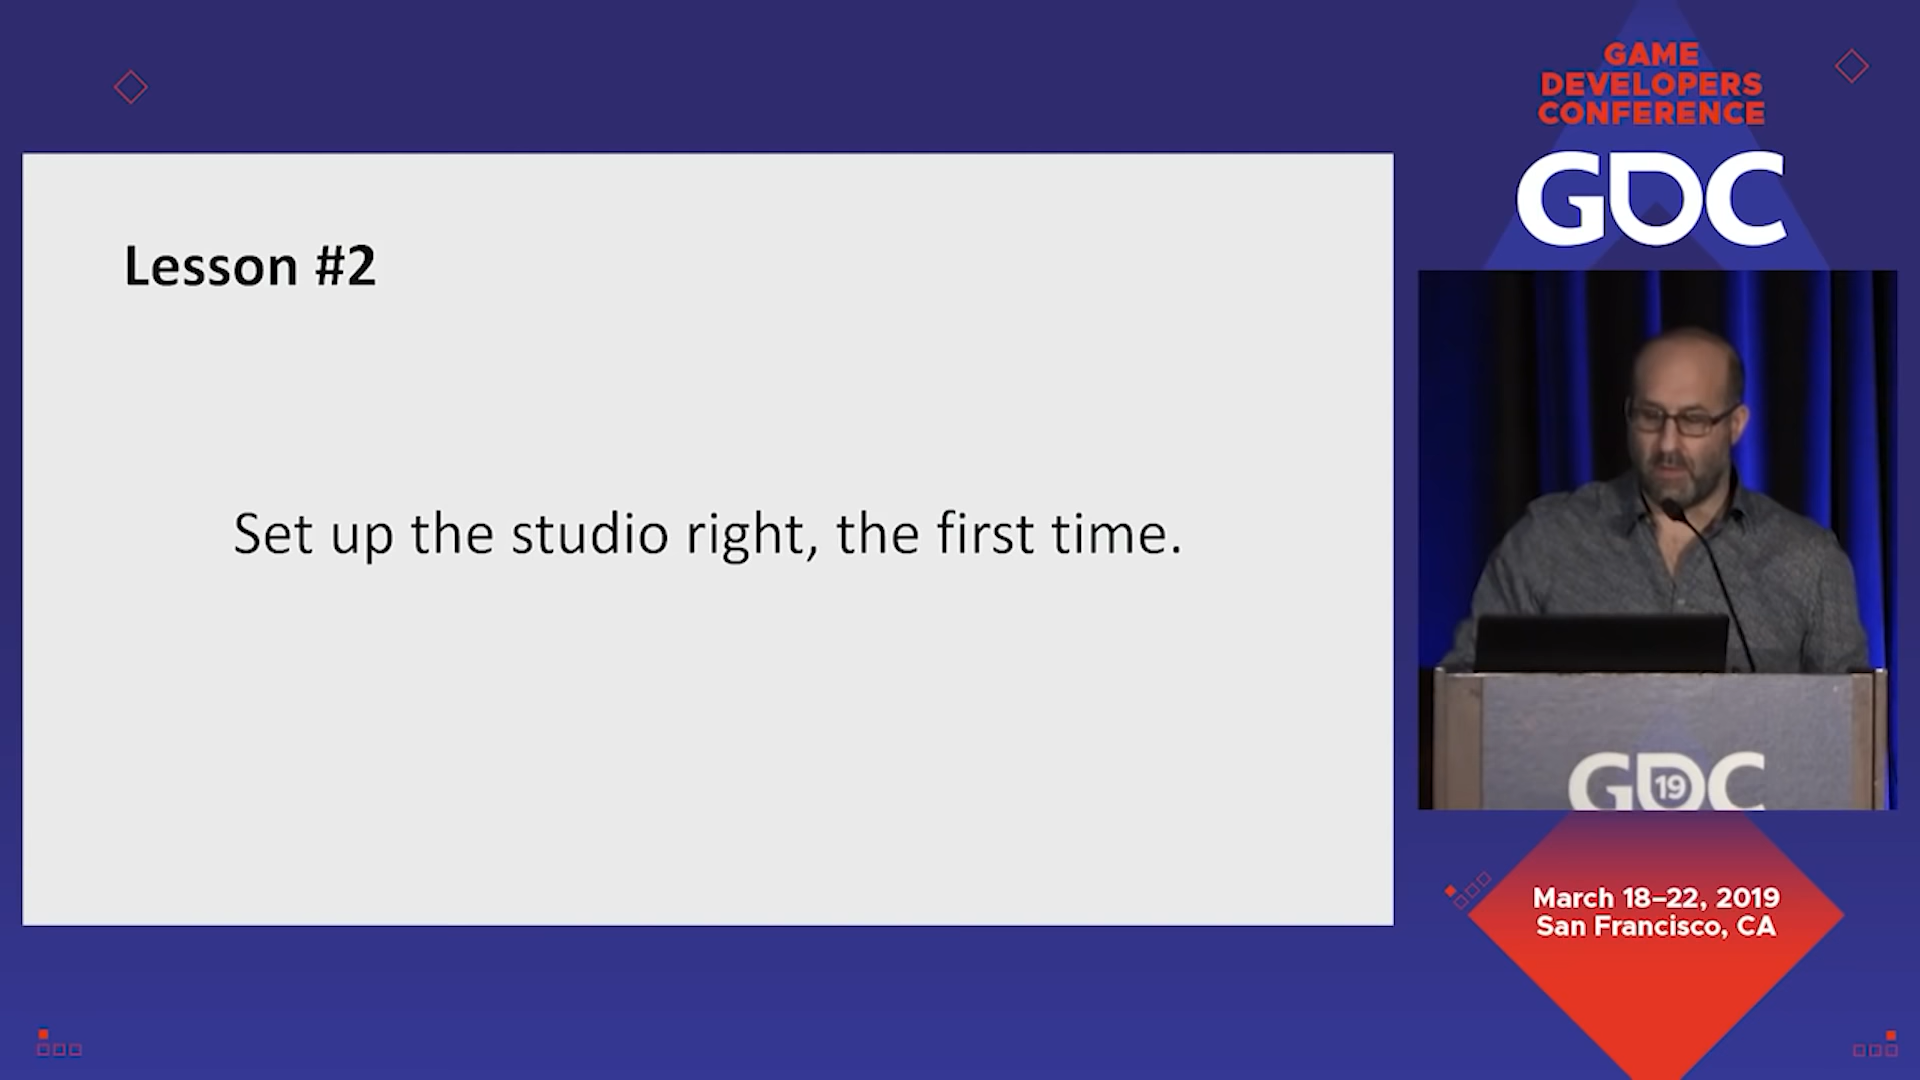 Lesson #2
Set up the studio right, the first time.
GAME
DEVELOPERS
CONFERENCE
GDC
GDC
19
March 18–22, 2019
San Francisco, CA